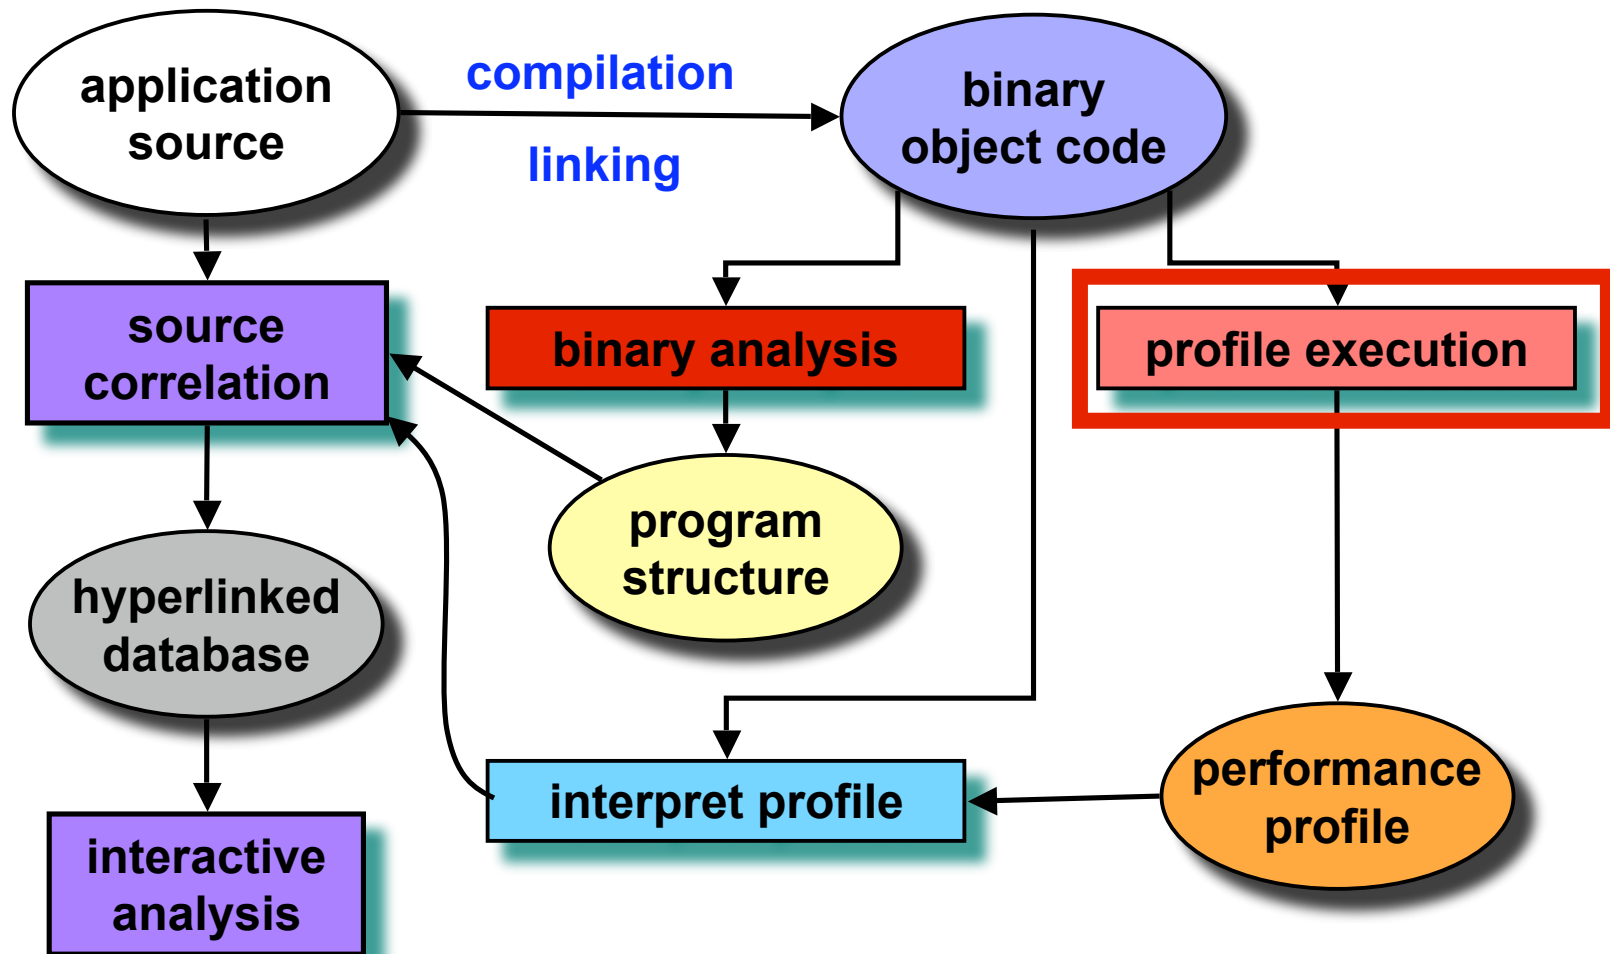 application
source
compilation
linking
binary
object code
source
correlation
binary analysis
profile execution
program
structure
hyperlinked
database
interpret profile
performance
profile
interactive
analysis